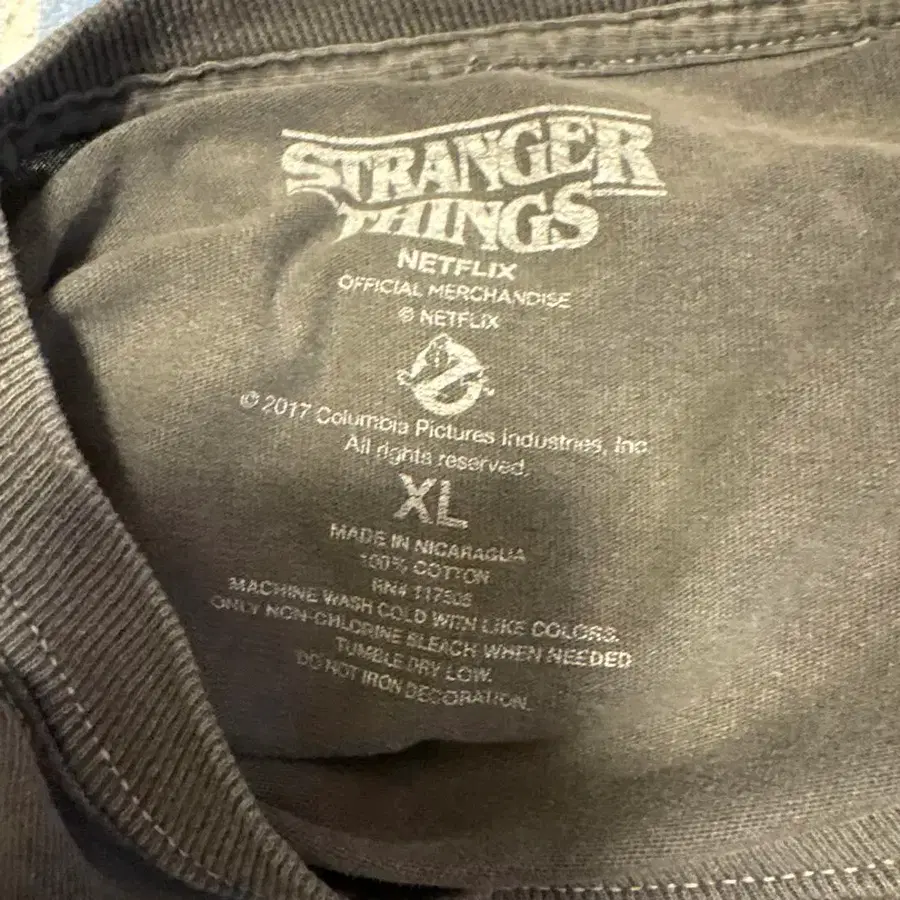 STRANGER
THINGS
NETFLIX
OFFICIAL MERCHANDISE
© NETFLIX
© 2017 Columbia Pictures Industries, Inc.
All rights reserved.
XL
MADE IN NICARAGUA
100% COTTON
RN#
MACHINE WASH COLD WITH LIKE COLORS.
ONLY NON-CHLORINE BLEACH WHEN NEEDED
TUMBLE DRY LOW.
DO NOT IRON DECORATION.